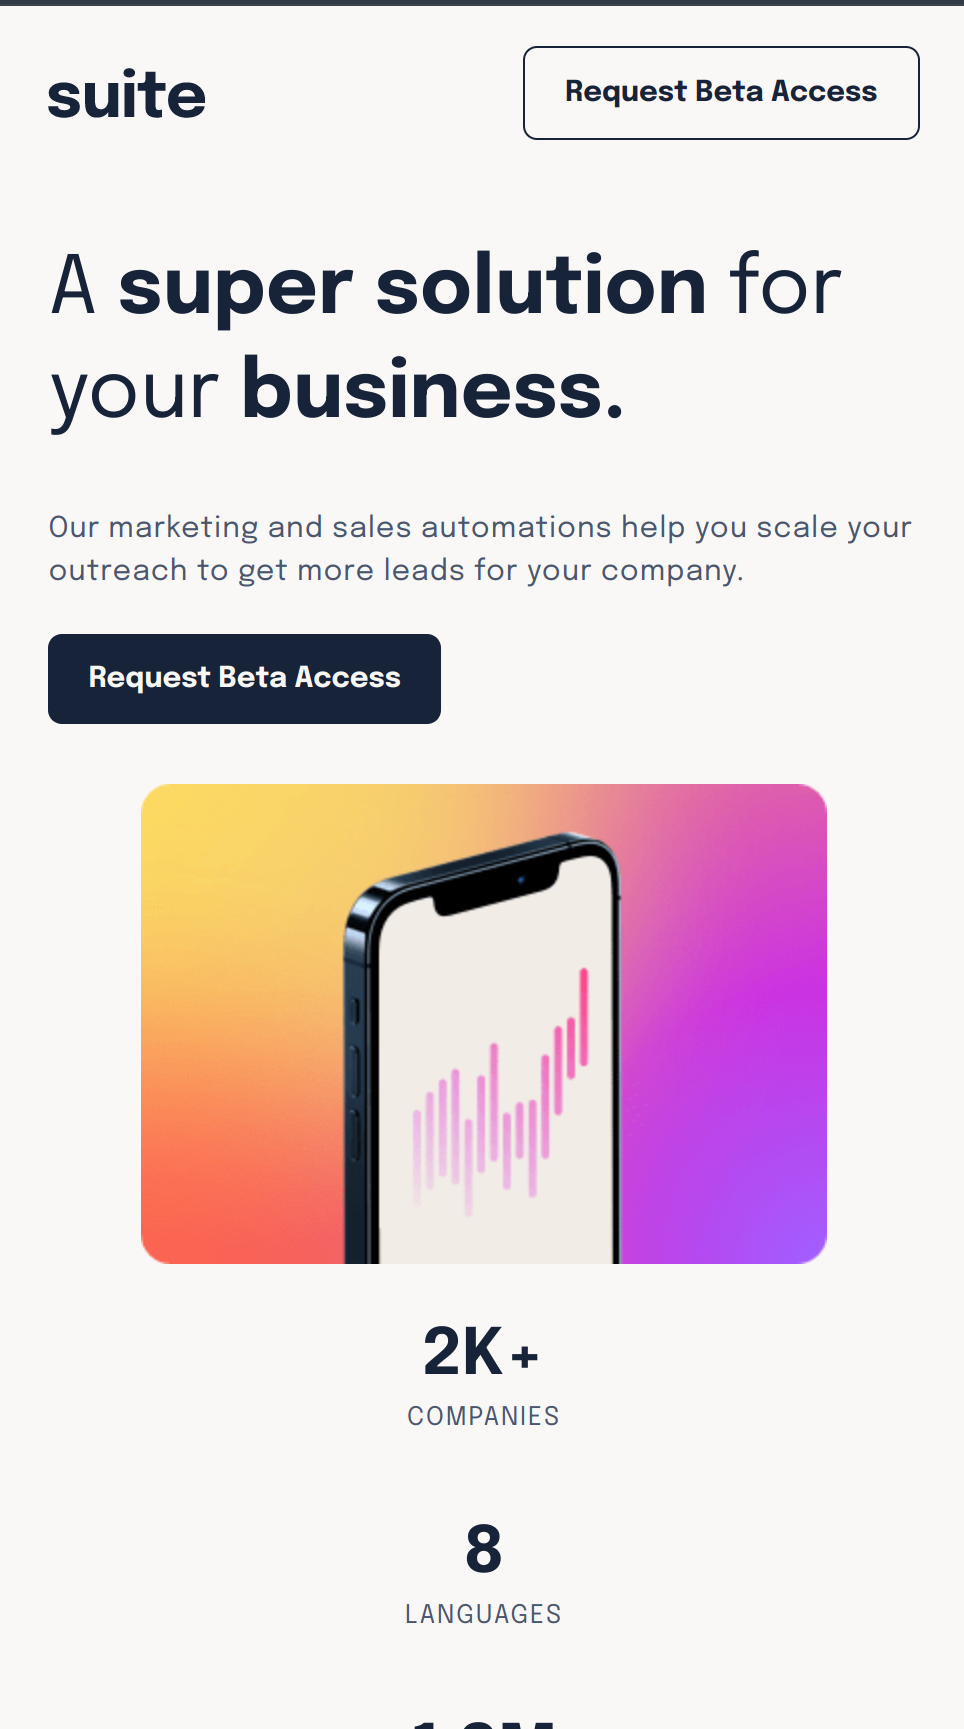 suite
Request Beta Access
A super solution for
your business.
Our marketing and sales automations help you scale your
outreach to get more leads for your company.
Request Beta Access
2K+
COMPANIES
8
LANGUAGES